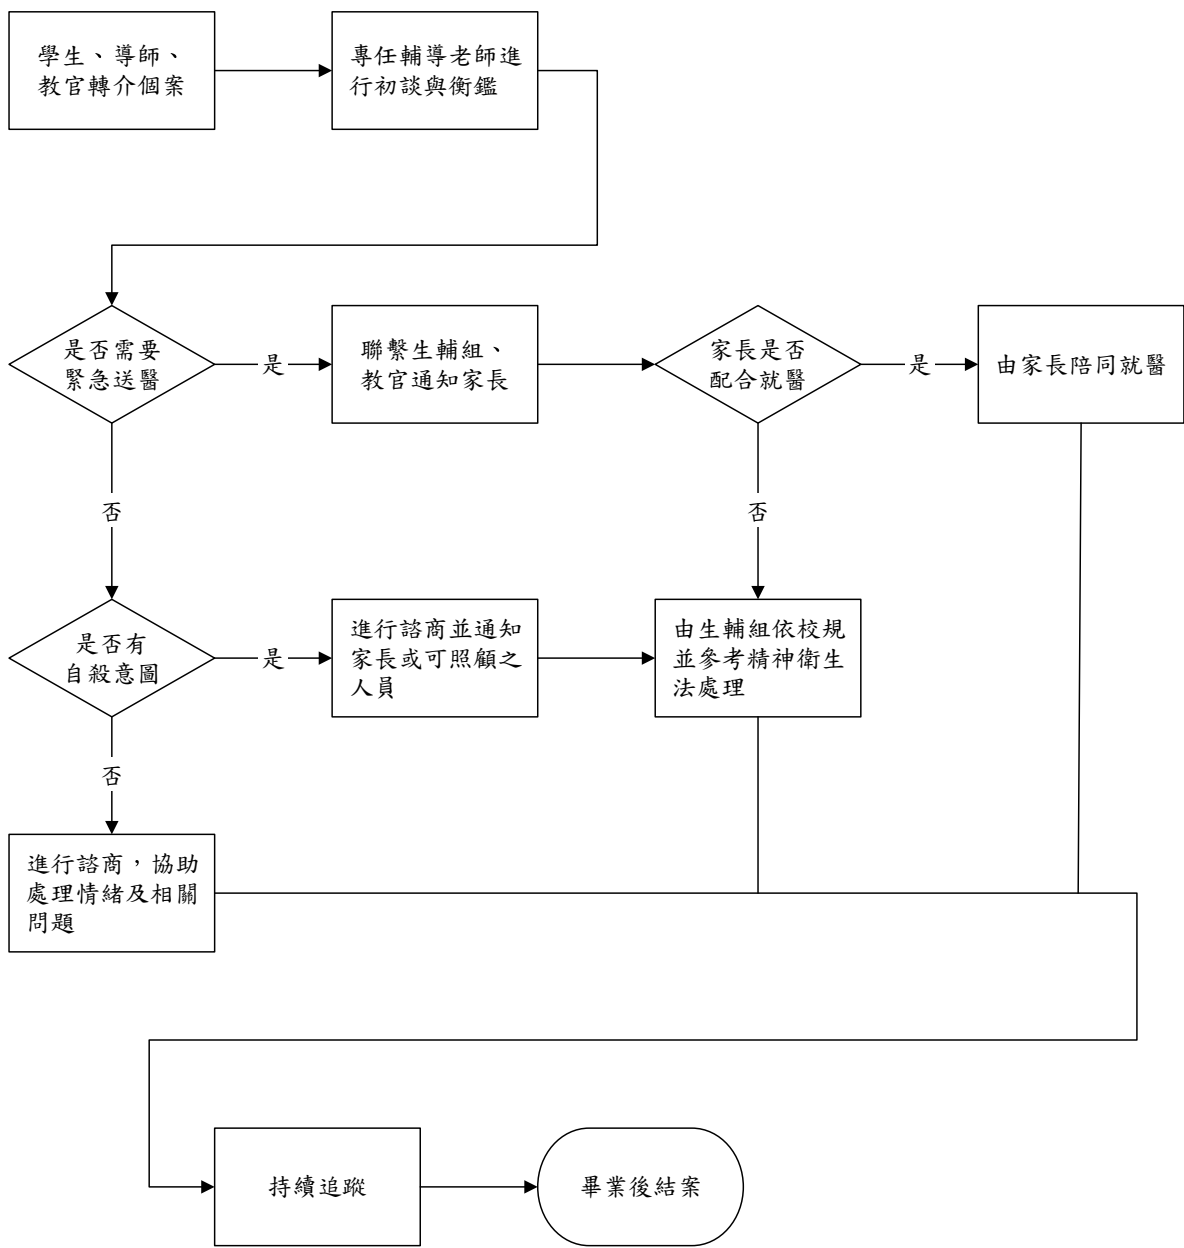 學生、導師、
教官轉介個案
專任輔導老師進
行初談與衡鑑
是否需要
緊急送醫
是
聯繫生輔組、
教官通知家長
家長是否
配合就醫
是
由家長陪同就醫
否
否
是否有
自殺意圖
是
進行諮商並通知
家長或可照顧之
人員
由生輔組依校規
並參考精神衛生
法處理
否
進行諮商，協助
處理情緒及相關
問題
持續追蹤
畢業後結案